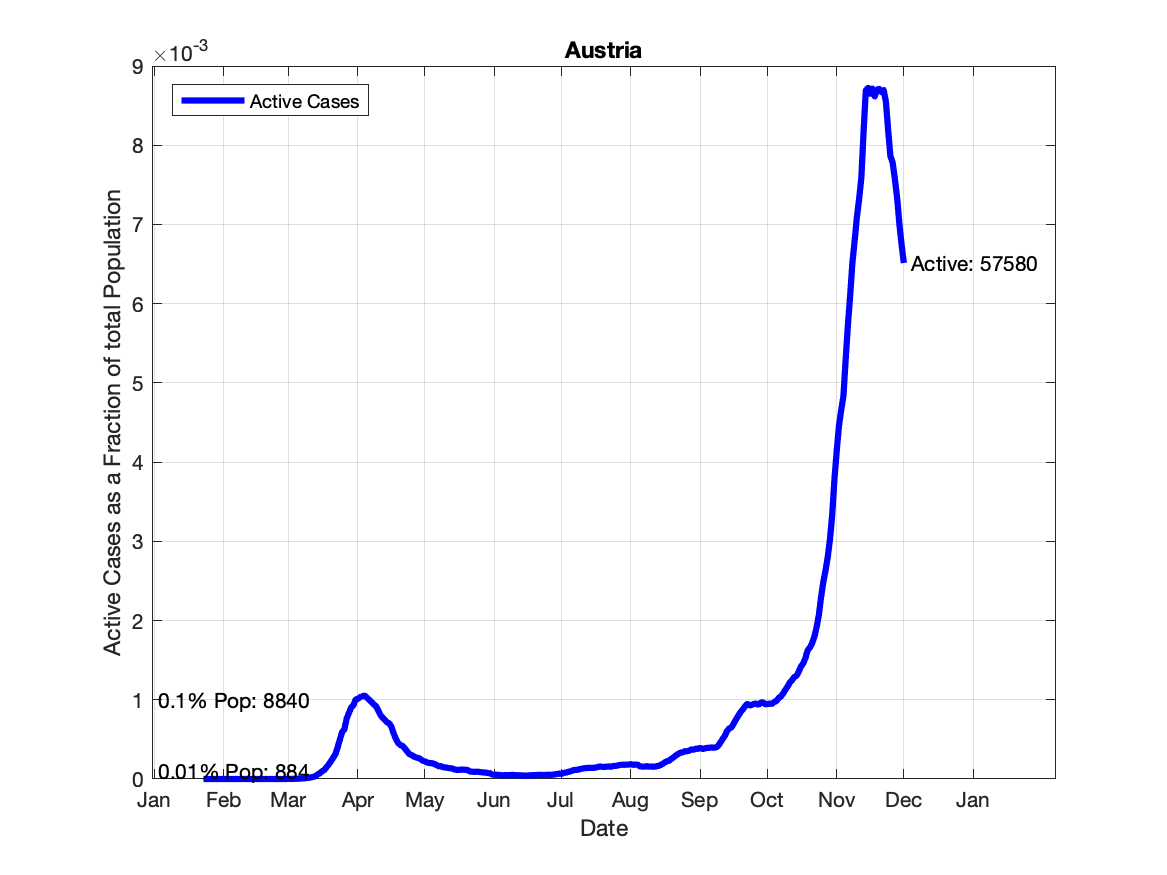 Austria
×10-3
9
8
7
6
5
4
3
2
1
0
Active Cases as a Fraction of total Population
Active Cases
Active: 57580
0.1% Pop: 8840
0.01% Pop: 884
Jan Feb Mar Apr May Jun Jul Aug Sep Oct Nov Dec Jan
Date